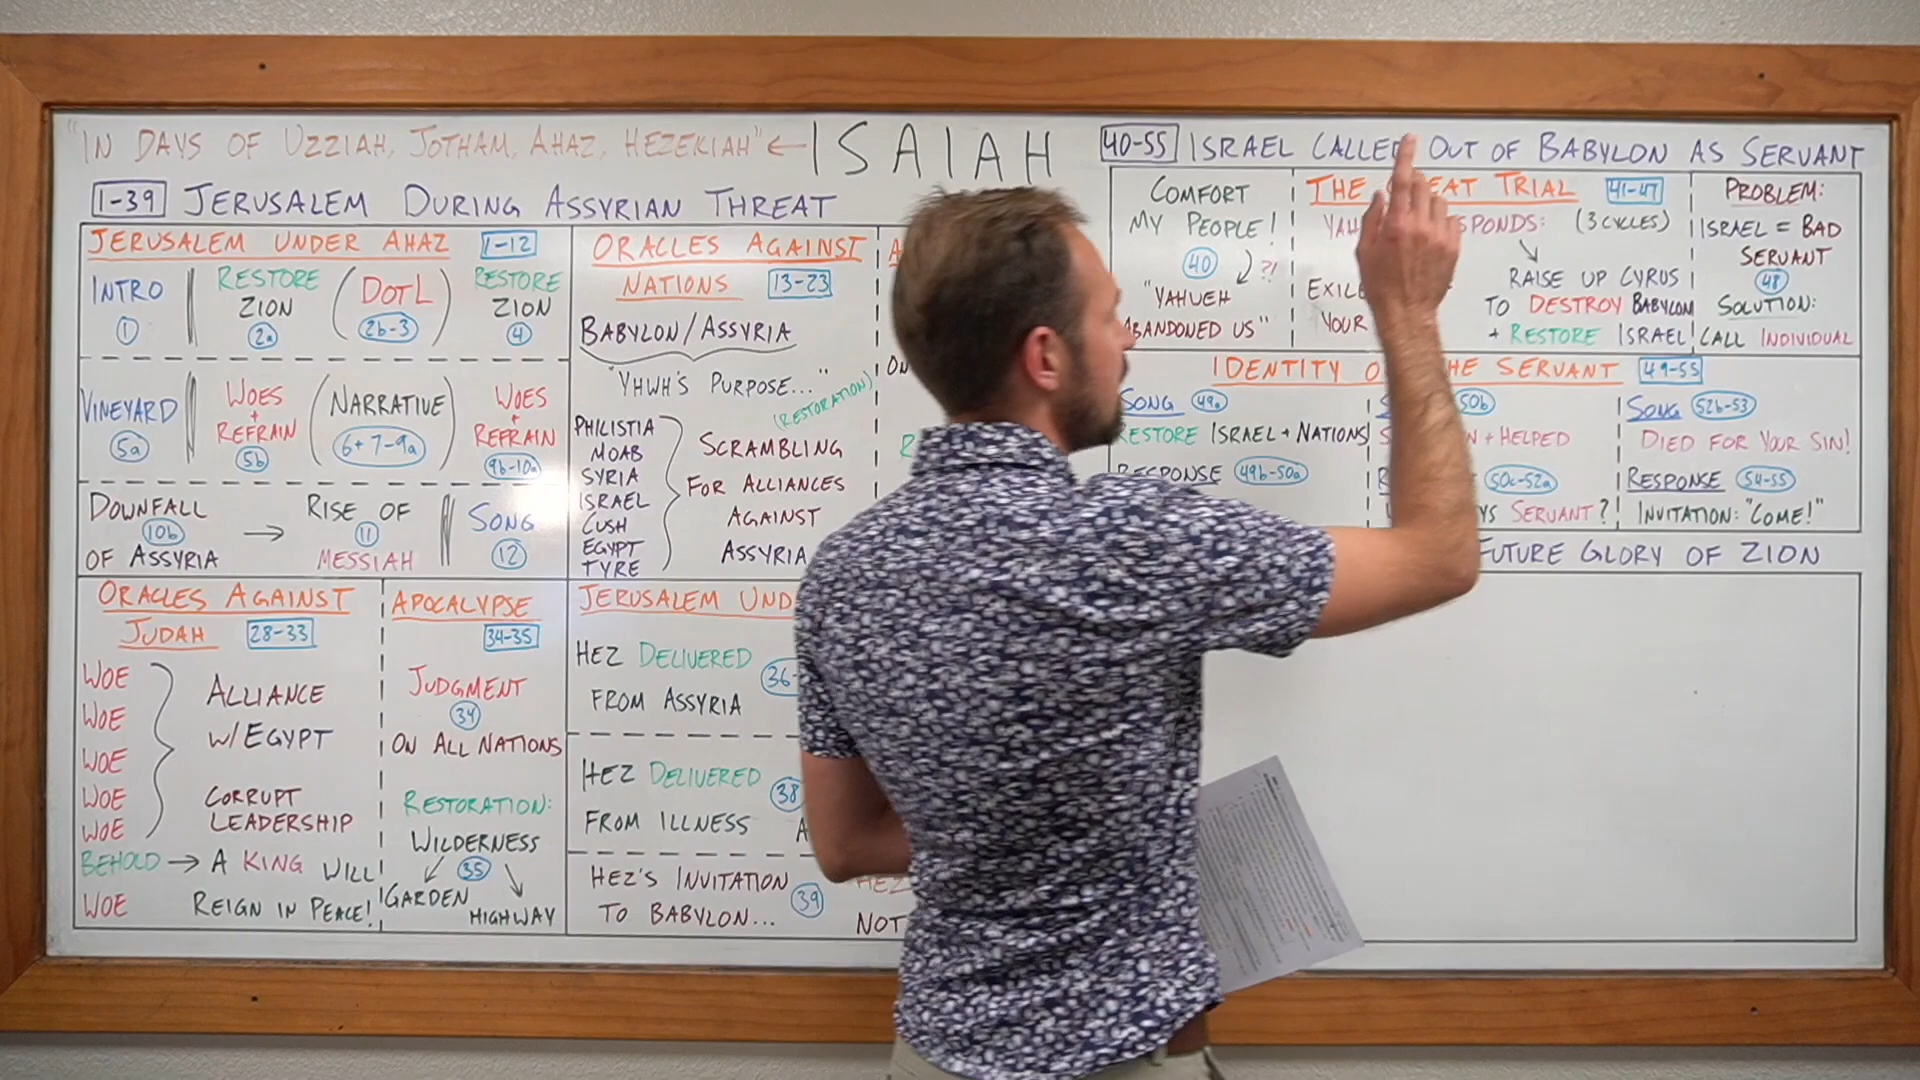 "IN DAYS OF UZZIAH, JOTHAM, AHAZ, HEZEKIAH" ← ISAIAH
1-39 JERUSALEM DURING ASSYRIAN THREAT
JERUSALEM UNDER AHAZ 1-12
INTRO
1
RESTORE
ZION
2a
(DOTL)
2b-3
RESTORE
ZION
4
VINEYARD
5a
WOES
+
REFRAIN
5b
(NARRATIVE)
6+7-9a
WOES
+
REFRAIN
9b-10a
DOWNFALL
10b
OF ASSYRIA
→
RISE OF
11
MESSIAH
SONG
12
ORACLES AGAINST
NATIONS 13-23
BABYLON/ASSYRIA
"YHWH'S PURPOSE..."
(RESTORATION)
PHILISTIA
MOAB
SYRIA
ISRAEL
CUSH
EGYPT
TYRE
SCRAMBLING
FOR ALLIANCES
AGAINST
ASSYRIA
ORACLES AGAINST
JUDAH 28-33
WOE
WOE
WOE
WOE
WOE
BEHOLD → A KING WILL
WOE REIGN IN PEACE!
ALLIANCE
W/EGYPT
CORRUPT
LEADERSHIP
APOCALYPSE
34-35
JUDGMENT
34
ON ALL NATIONS
RESTORATION:
WILDERNESS
35
GARDEN
HIGHWAY
JERUSALEM
HEZ DELIVERED
FROM ASSYRIA
HEZ DELIVERED
38
FROM ILLNESS
HEZ'S INVITATION
39
TO BABYLON...
NOT
40-55 ISRAEL CALLED OUT OF BABYLON AS SERVANT
COMFORT
MY PEOPLE!
40
?!
"YAHWEH
ABANDONED US"
THE GREAT TRIAL 41-47
(3 CYCLES)
YOUR
RAISE UP CYRUS
TO DESTROY BABYLON
+ RESTORE ISRAEL
PROBLEM:
ISRAEL = BAD
SERVANT
48
SOLUTION:
CALL INDIVIDUAL
IDENTITY OF THE SERVANT 49-55
SONG 49a
RESTORE ISRAEL + NATIONS
RESPONSE 49b-50a
50b
+ HELPED
50c-52a
SERVANT?
SONG 52b-53
DIED FOR YOUR SIN!
RESPONSE 54-55
INVITATION: "COME!"
FUTURE GLORY OF ZION